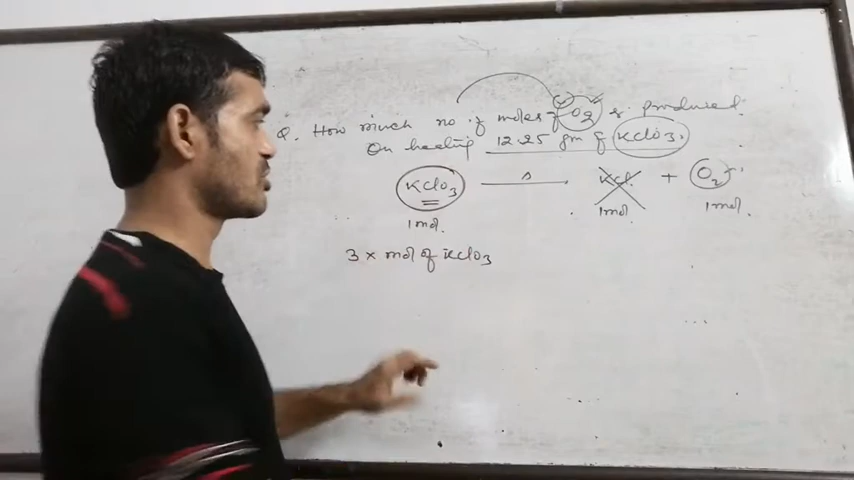 Q. How much no. of moles of O2 is produced
On heating 12.25 gm of KClO3.
KClO3 —Δ→ KCl + O2
1 mol. 1 mol. 1 mol.
3 × mol of KClO3